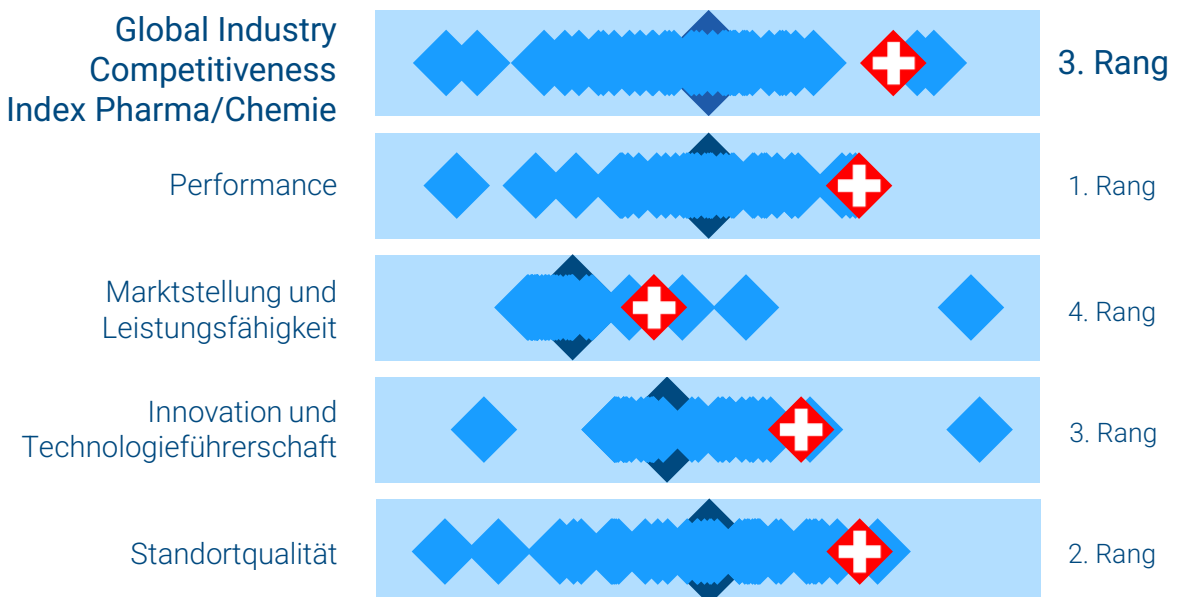 Global Industry
Competitiveness
Index Pharma/Chemie
3. Rang
Performance
1. Rang
Marktstellung und
Leistungsfähigkeit
4. Rang
Innovation und
Technologieführerschaft
3. Rang
Standortqualität
2. Rang